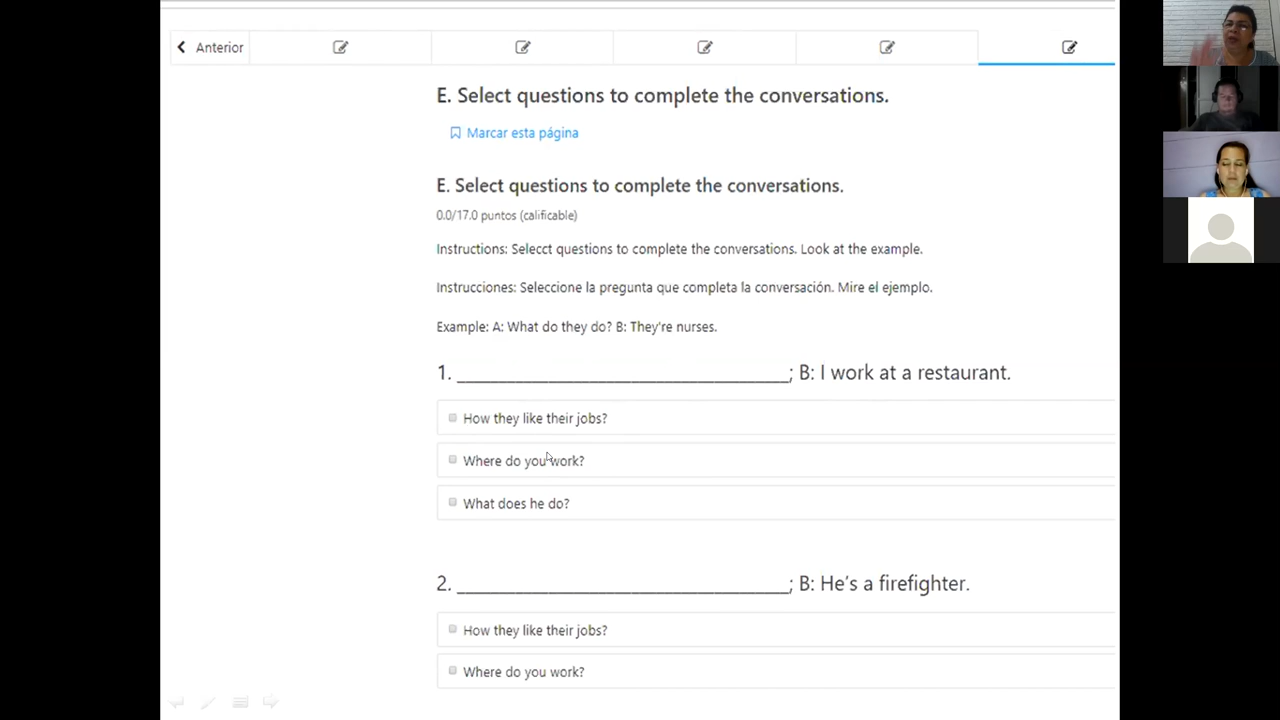 Anterior
E. Select questions to complete the conversations.
Marcar esta página
E. Select questions to complete the conversations.
0.0/17.0 puntos (calificable)
Instructions: Selecct questions to complete the conversations. Look at the example.
Instrucciones: Seleccione la pregunta que completa la conversación. Mire el ejemplo.
Example: A: What do they do? B: They're nurses.
1. ________________________________; B: I work at a restaurant.
How they like their jobs?
Where do you work?
What does he do?
2. ________________________________; B: He's a firefighter.
How they like their jobs?
Where do you work?